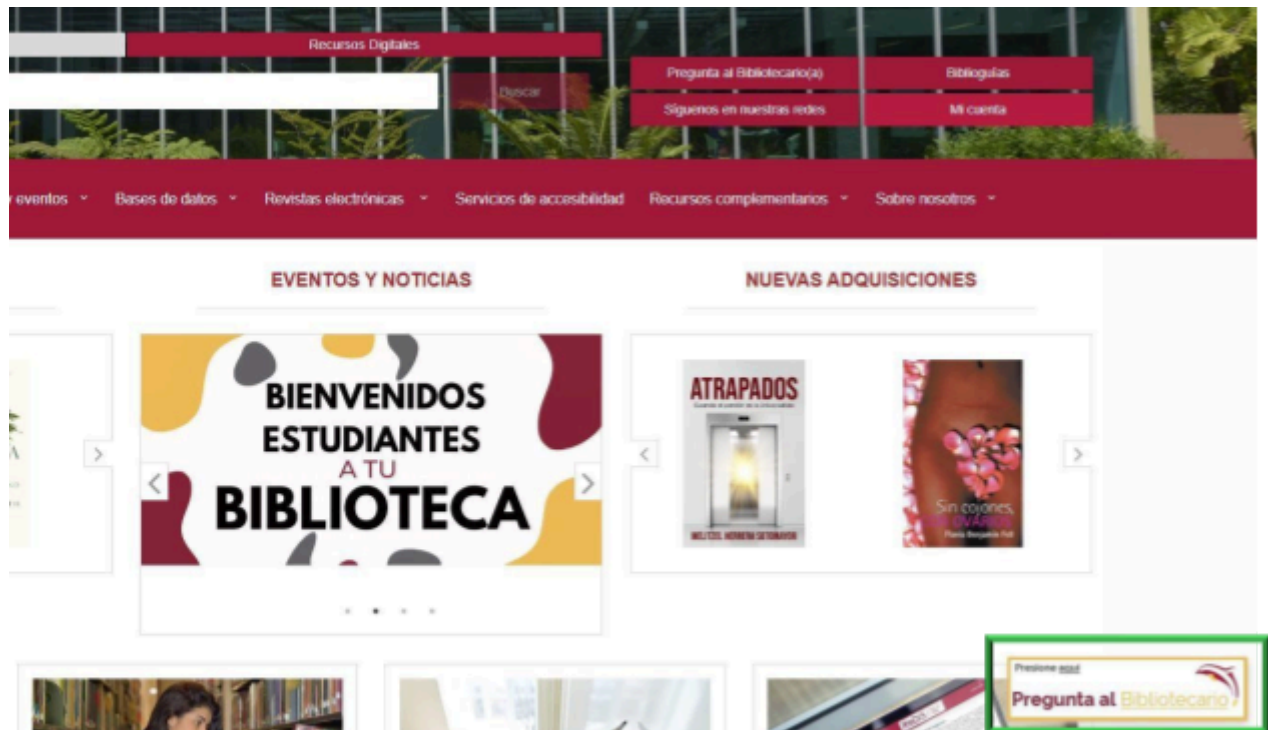 Recursos Digitales
Buscar
Pregunta al Bibliotecario(a)
Biblioguías
Síguenos en nuestras redes
Mi cuenta
eventos
Bases de datos
Revistas electrónicas
Servicios de accesibilidad
Recursos complementarios
Sobre nosotros
EVENTOS Y NOTICIAS
NUEVAS ADQUISICIONES
BIENVENIDOS
ESTUDIANTES
A TU
BIBLIOTECA
ATRAPADOS
Sin cojones,
Presione aquí
Pregunta al Bibliotecario